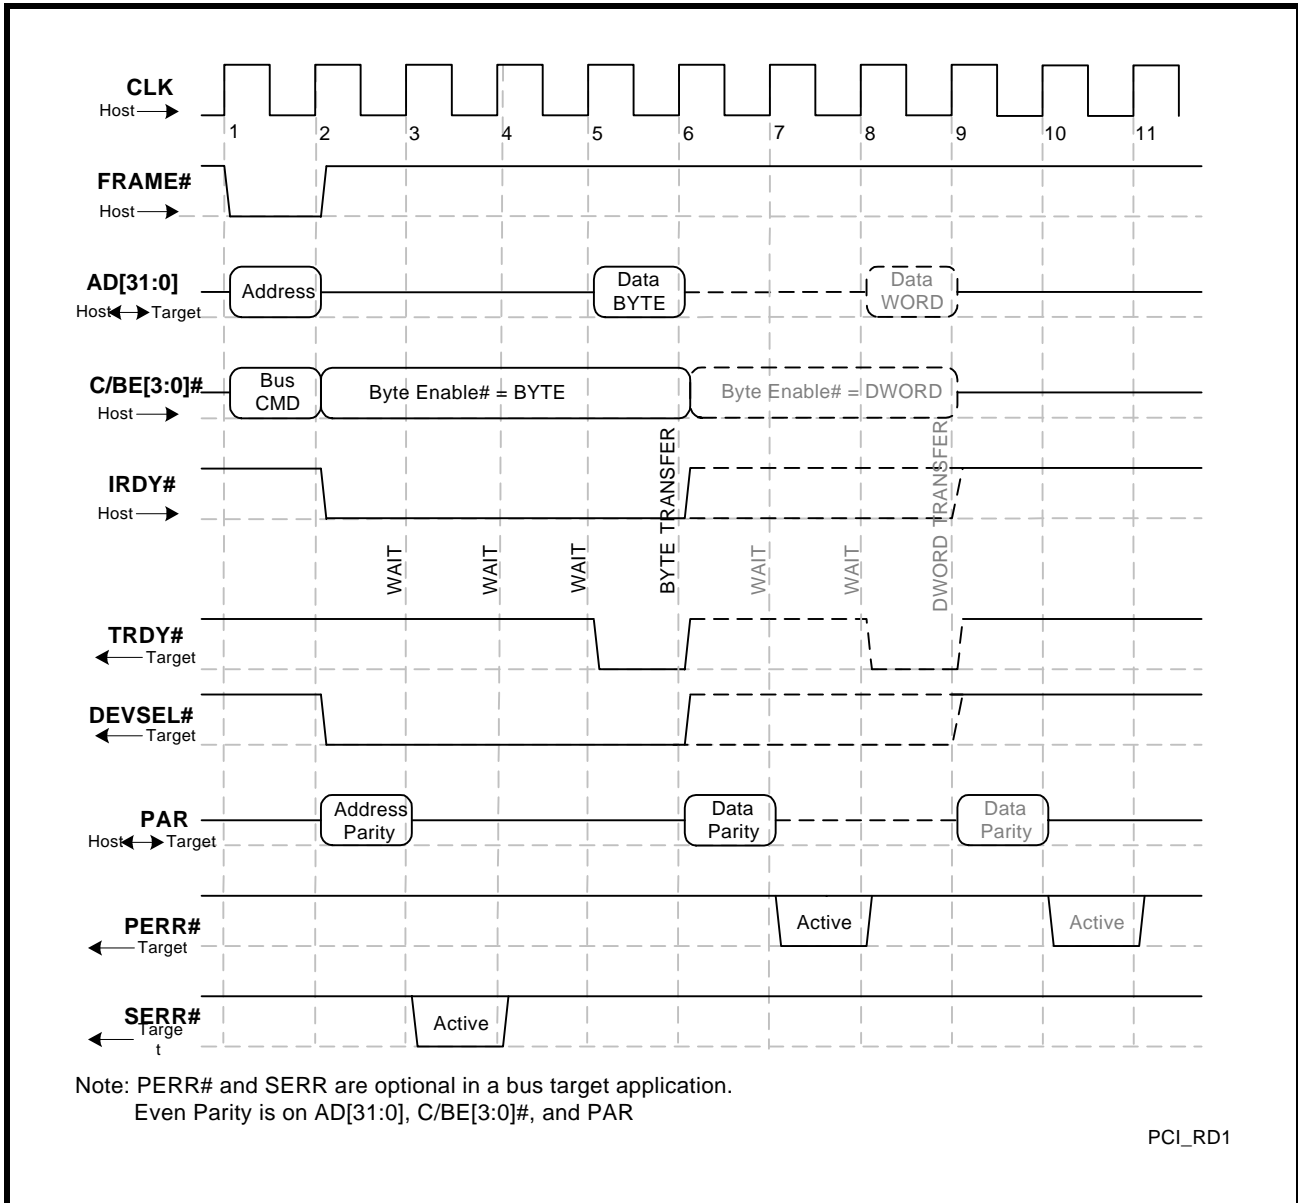 CLK
Host
1 2 3 4 5 6 7 8 9 10 11
FRAME#
Host
AD[31:0]
Host Target
Address
Data
BYTE
Data
WORD
C/BE[3:0]#
Host
Bus
CMD
Byte Enable# = BYTE
Byte Enable# = DWORD
IRDY#
Host
WAIT
WAIT
WAIT
BYTE TRANSFER
WAIT
WAIT
DWORD TRANSFER
TRDY#
Target
DEVSEL#
Target
PAR
Host Target
Address
Parity
Data
Parity
Data
Parity
PERR#
Target
Active
Active
SERR#
Targe
t
Active
Note: PERR# and SERR are optional in a bus target application.
Even Parity is on AD[31:0], C/BE[3:0]#, and PAR
PCI_RD1